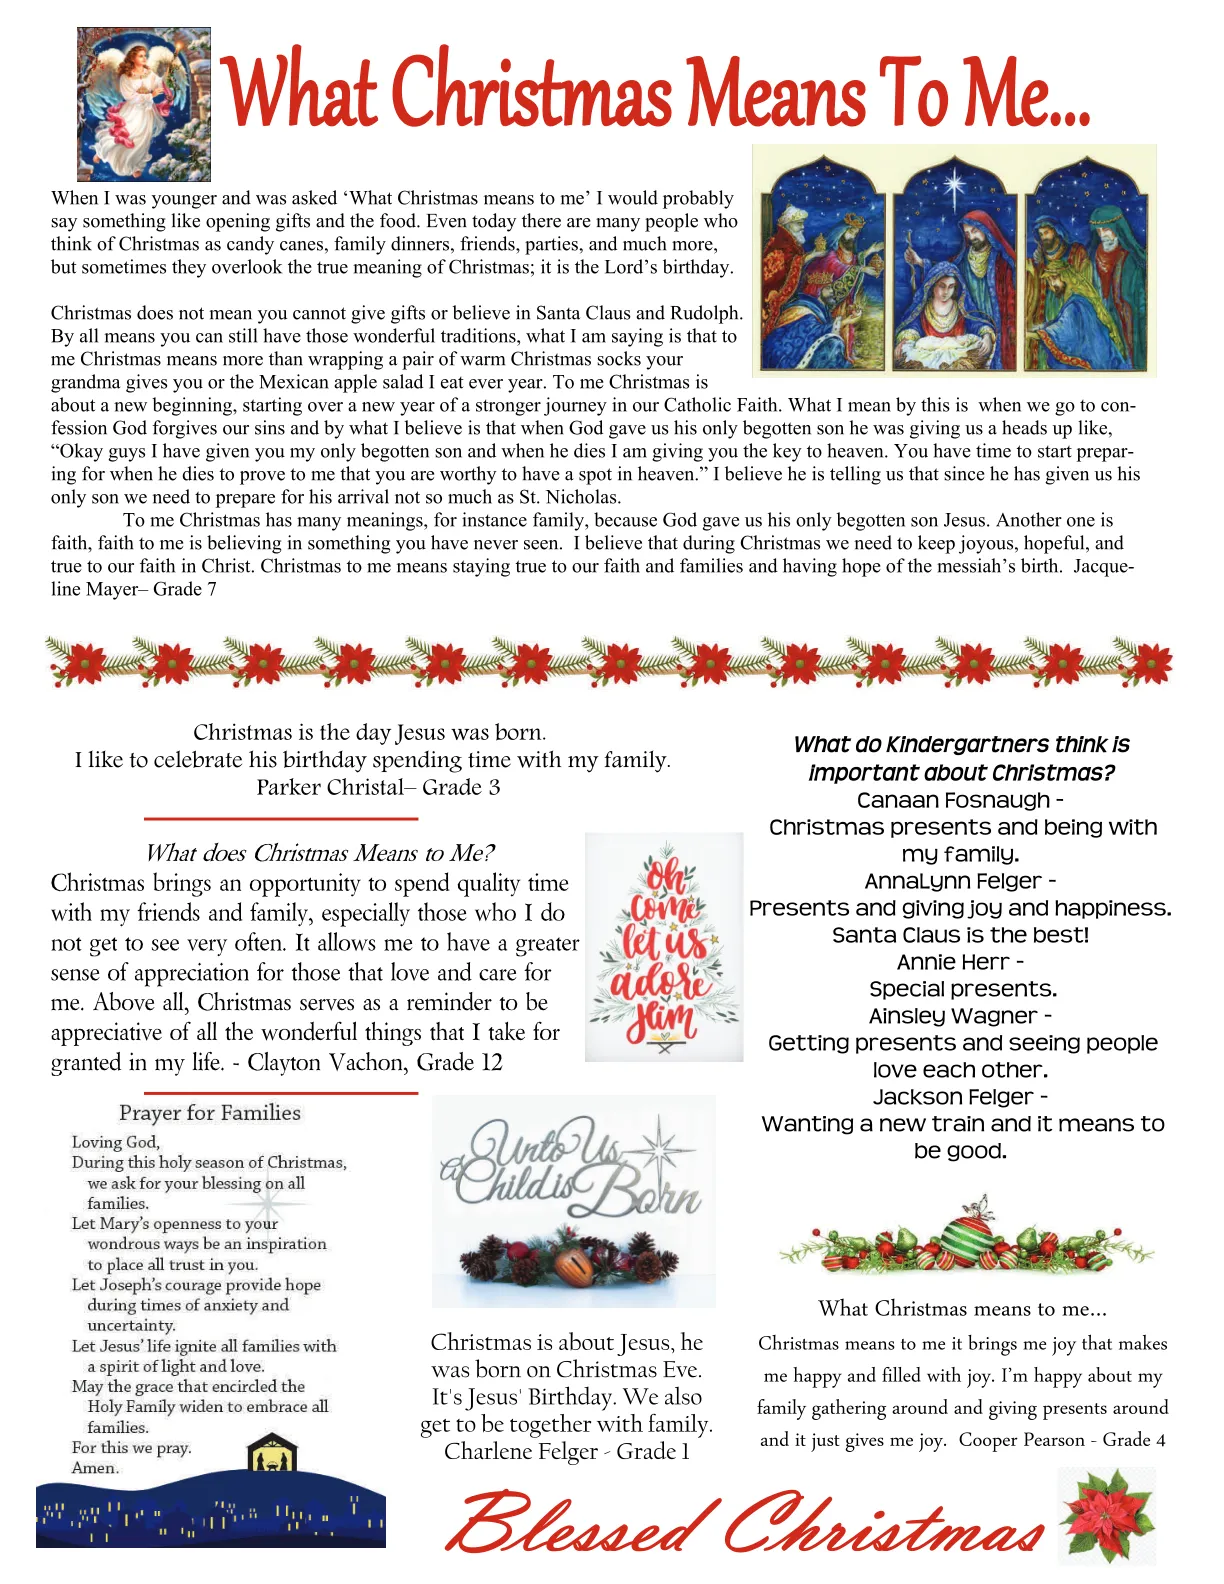 What Christmas Means To Me...
When I was younger and was asked ‘What Christmas means to me’ I would probably
say something like opening gifts and the food. Even today there are many people who
think of Christmas as candy canes, family dinners, friends, parties, and much more,
but sometimes they overlook the true meaning of Christmas; it is the Lord’s birthday.
Christmas does not mean you cannot give gifts or believe in Santa Claus and Rudolph.
By all means you can still have those wonderful traditions, what I am saying is that to
me Christmas means more than wrapping a pair of warm Christmas socks your
grandma gives you or the Mexican apple salad I eat ever year. To me Christmas is
about a new beginning, starting over a new year of a stronger journey in our Catholic Faith. What I mean by this is  when we go to con-
fession God forgives our sins and by what I believe is that when God gave us his only begotten son he was giving us a heads up like,
“Okay guys I have given you my only begotten son and when he dies I am giving you the key to heaven. You have time to start prepar-
ing for when he dies to prove to me that you are worthy to have a spot in heaven.” I believe he is telling us that since he has given us his
only son we need to prepare for his arrival not so much as St. Nicholas.
To me Christmas has many meanings, for instance family, because God gave us his only begotten son Jesus. Another one is
faith, faith to me is believing in something you have never seen.  I believe that during Christmas we need to keep joyous, hopeful, and
true to our faith in Christ. Christmas to me means staying true to our faith and families and having hope of the messiah’s birth.  Jacque-
line Mayer– Grade 7
Christmas is the day Jesus was born.
I like to celebrate his birthday spending time with my family.
Parker Christal– Grade 3
What does Christmas Means to Me?
Christmas brings an opportunity to spend quality time
with my friends and family, especially those who I do
not get to see very often. It allows me to have a greater
sense of appreciation for those that love and care for
me. Above all, Christmas serves as a reminder to be
appreciative of all the wonderful things that I take for
granted in my life. - Clayton Vachon, Grade 12
oh
come
let us
adore
Him
What do Kindergartners think is
important about Christmas?
Canaan Fosnaugh -
Christmas presents and being with
my family.
AnnaLynn Felger -
Presents and giving joy and happiness.
Santa Claus is the best!
Annie Herr -
Special presents.
Ainsley Wagner -
Getting presents and seeing people
love each other.
Jackson Felger -
Wanting a new train and it means to
be good.
Prayer for Families
Loving God,
During this holy season of Christmas,
we ask for your blessing on all
families.
Let Mary’s openness to your
wondrous ways be an inspiration
to place all trust in you.
Let Joseph’s courage provide hope
during times of anxiety and
uncertainty.
Let Jesus’ life ignite all families with
a spirit of light and love.
May the grace that encircled the
Holy Family widen to embrace all
families.
For this we pray.
Amen.
Unto Us
a Child is Born
Christmas is about Jesus, he
was born on Christmas Eve.
It's Jesus' Birthday. We also
get to be together with family.
Charlene Felger - Grade 1
What Christmas means to me...
Christmas means to me it brings me joy that makes
me happy and filled with joy. I’m happy about my
family gathering around and giving presents around
and it just gives me joy.  Cooper Pearson - Grade 4
Blessed Christmas